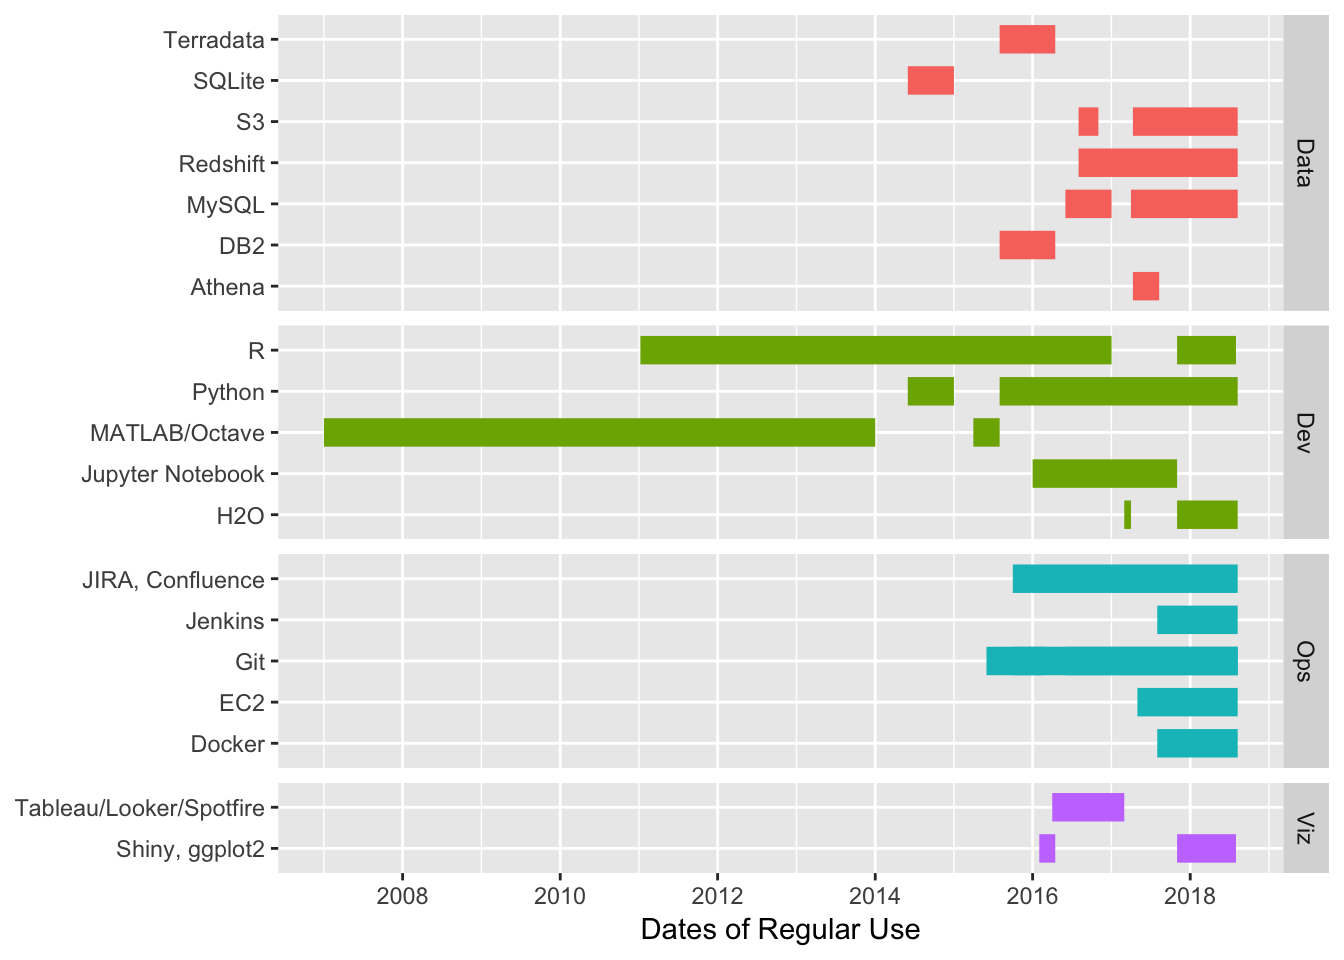 Terradata
SQLite
S3
Redshift
MySQL
DB2
Athena
Data
R
Python
MATLAB/Octave
Jupyter Notebook
H2O
Dev
JIRA, Confluence
Jenkins
Git
EC2
Docker
Ops
Tableau/Looker/Spotfire
Shiny, ggplot2
Viz
2008 2010 2012 2014 2016 2018
Dates of Regular Use